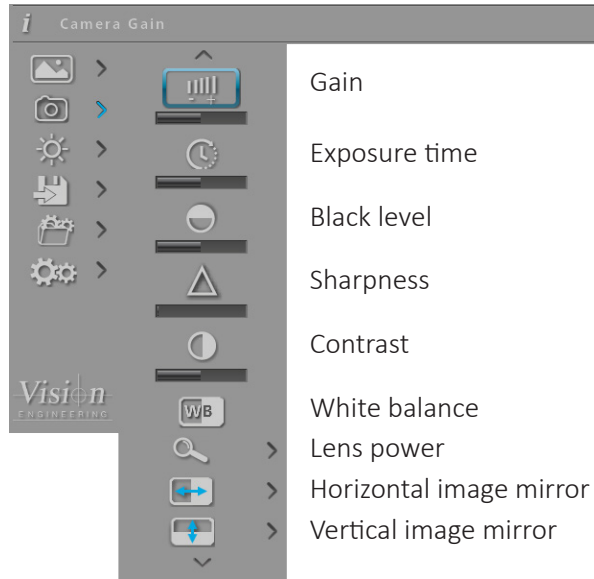 i Camera Gain
Gain
- +
Exposure time
Black level
Sharpness
Contrast
Vision
ENGINEERING
WB White balance
Lens power
Horizontal image mirror
Vertical image mirror